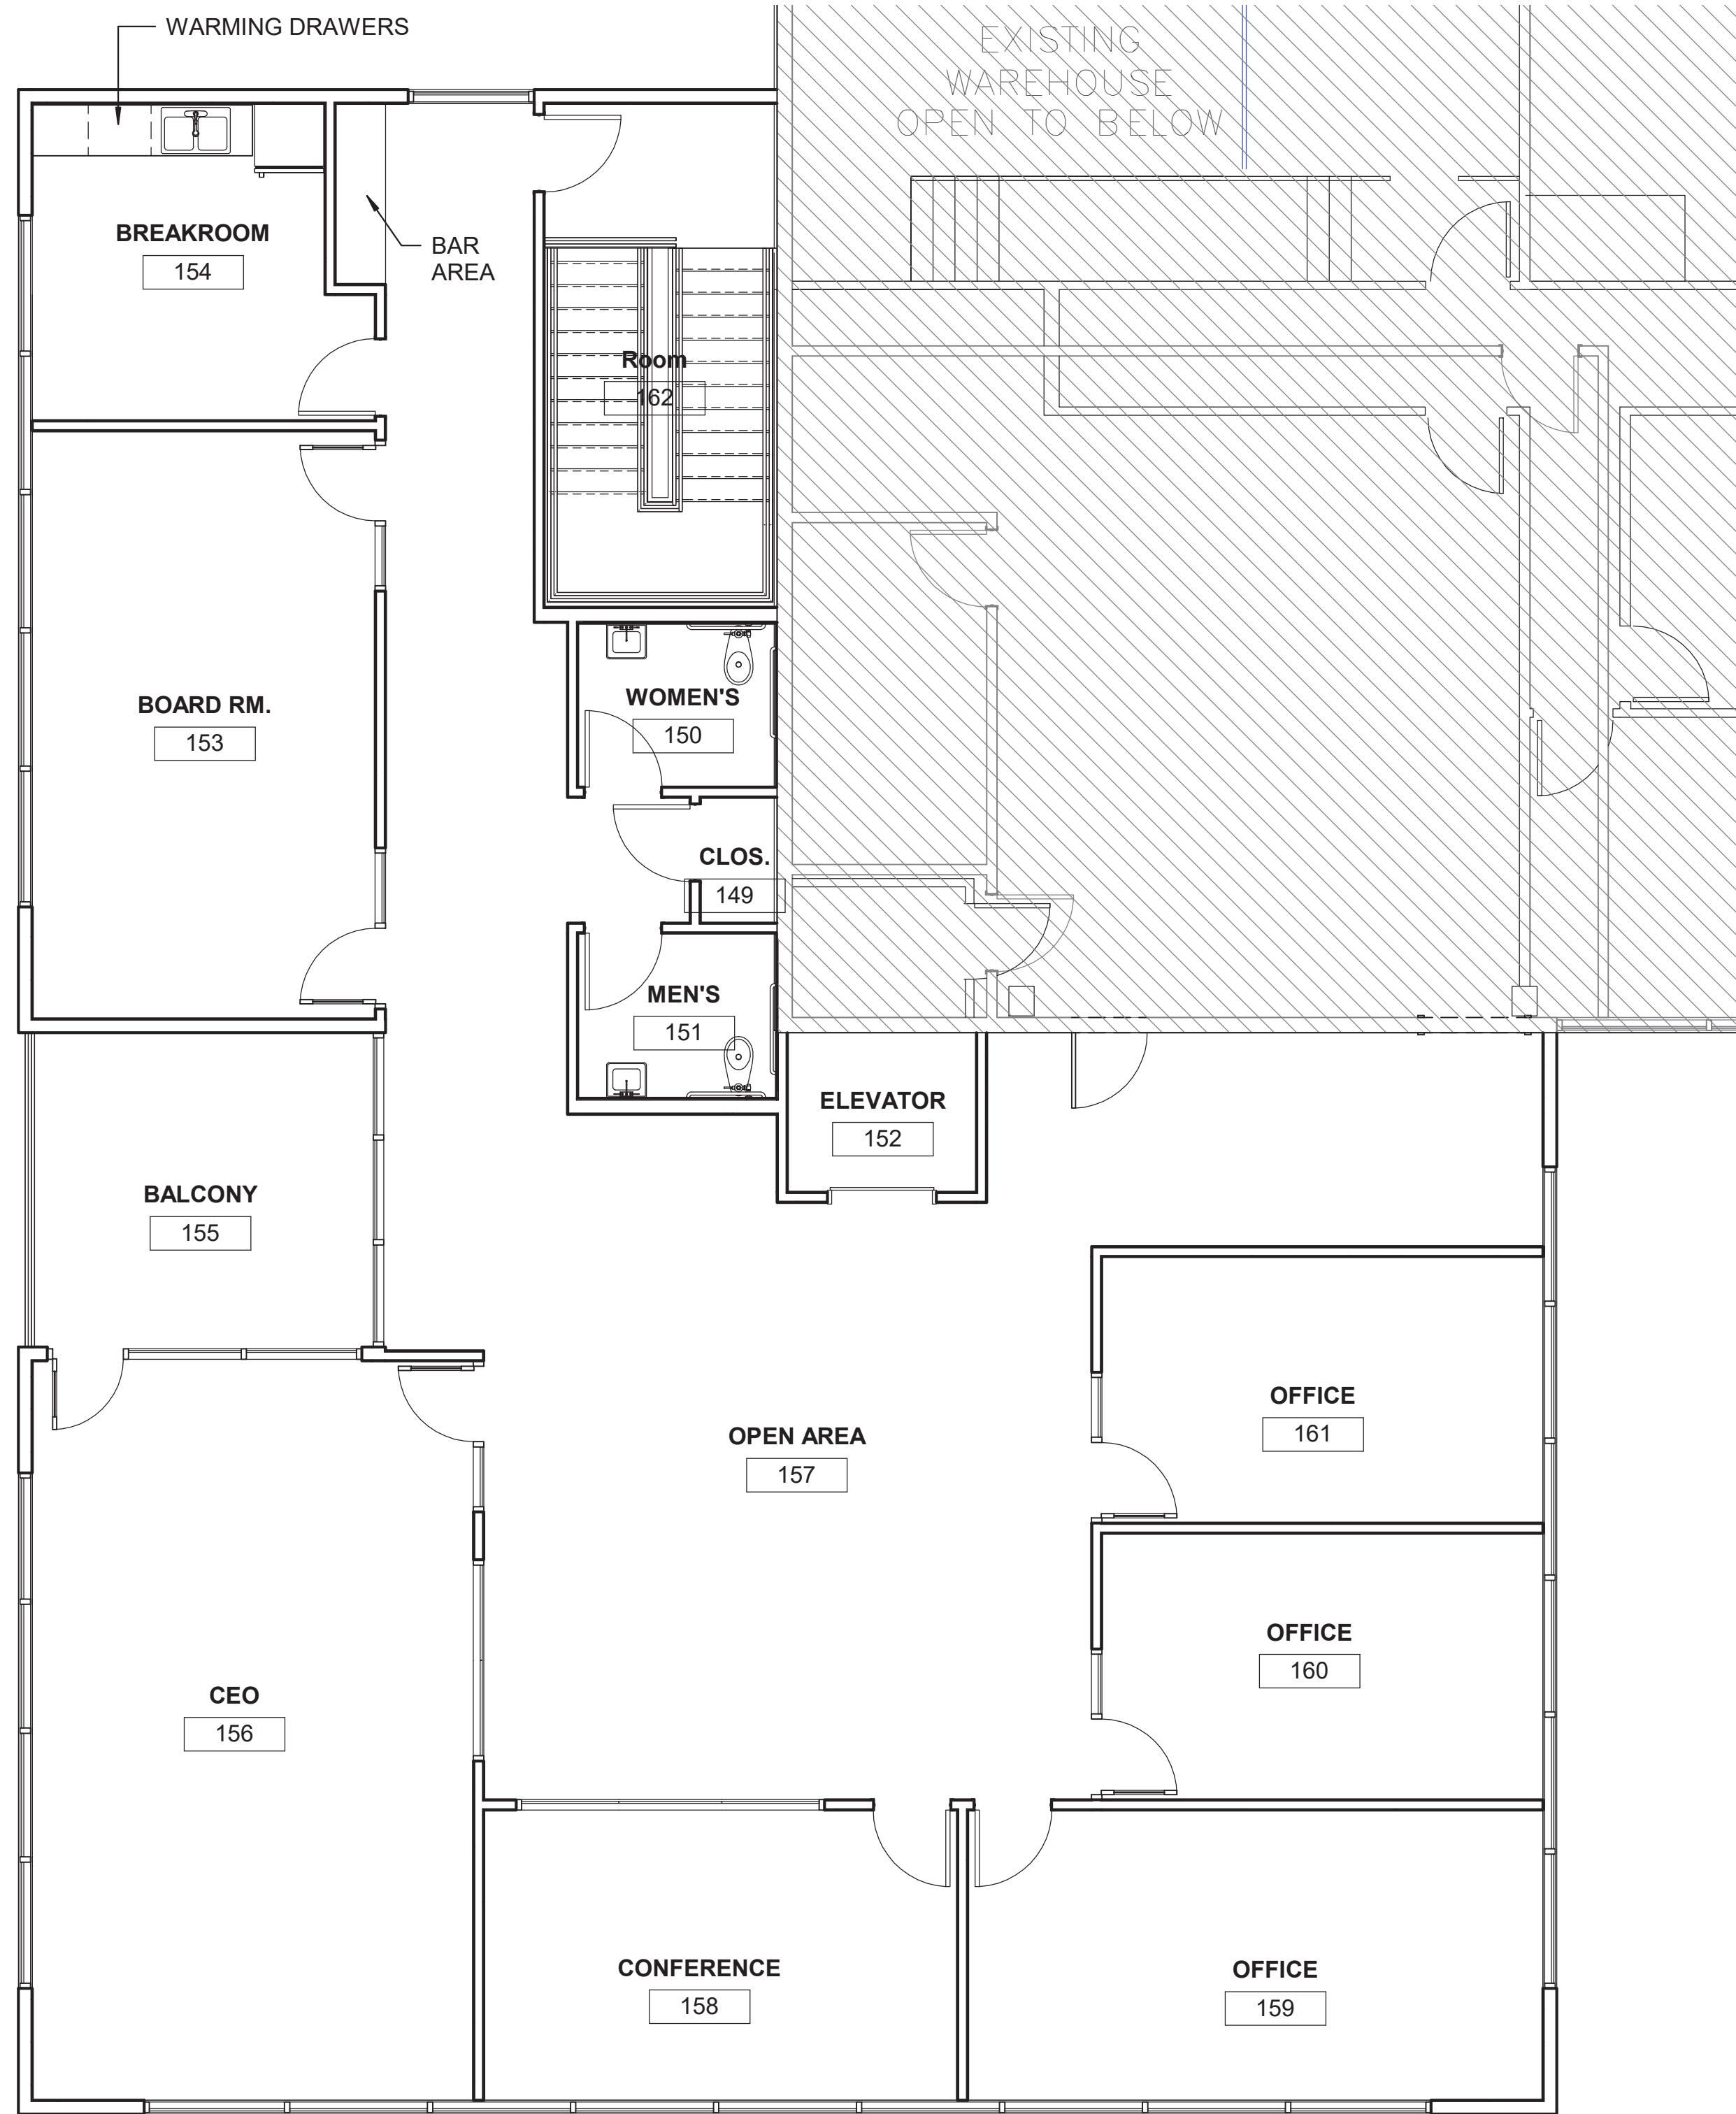 WARMING DRAWERS
EXISTING
WAREHOUSE
OPEN TO BELOW
BREAKROOM
154
BAR
AREA
Room
162
BOARD RM.
153
WOMEN'S
150
CLOS.
149
MEN'S
151
ELEVATOR
152
BALCONY
155
OFFICE
161
OPEN AREA
157
OFFICE
160
CEO
156
CONFERENCE
158
OFFICE
159